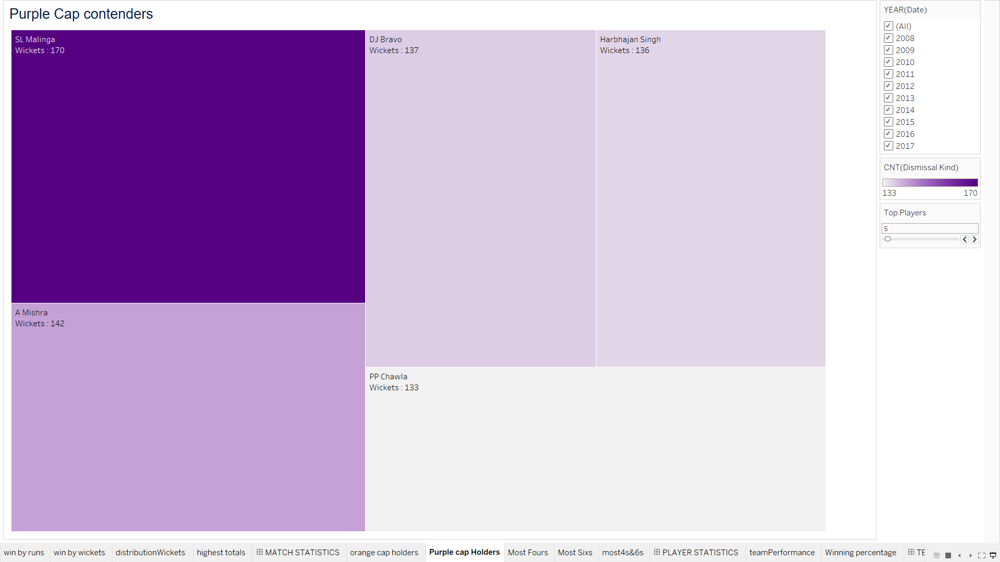 Purple Cap contenders
SL Malinga
Wickets : 170
DJ Bravo
Wickets : 137
Harbhajan Singh
Wickets : 136
A Mishra
Wickets : 142
PP Chawla
Wickets : 133
YEAR(Date)
(All)
2008
2009
2010
2011
2012
2013
2014
2015
2016
2017
CNT(Dismissal Kind)
133 170
Top Players
5
win by runs
win by wickets
distributionWickets
highest totals
MATCH STATISTICS
orange cap holders
Purple cap Holders
Most Fours
Most Sixs
most4s&6s
PLAYER STATISTICS
teamPerformance
Winning percentage
TE